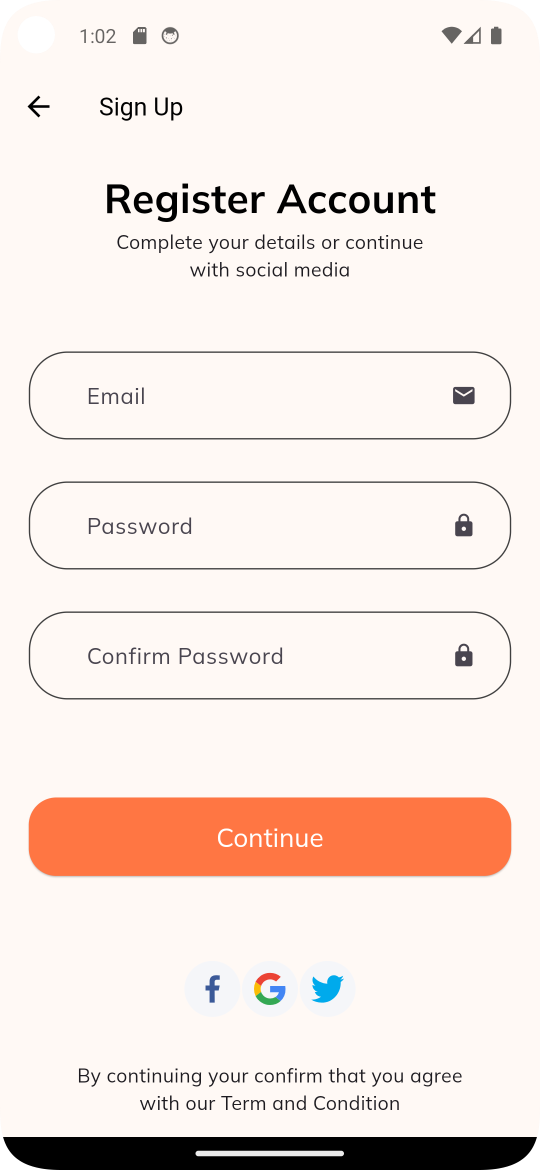 1:02
Sign Up
Register Account
Complete your details or continue
with social media
Email
Password
Confirm Password
Continue
By continuing your confirm that you agree
with our Term and Condition